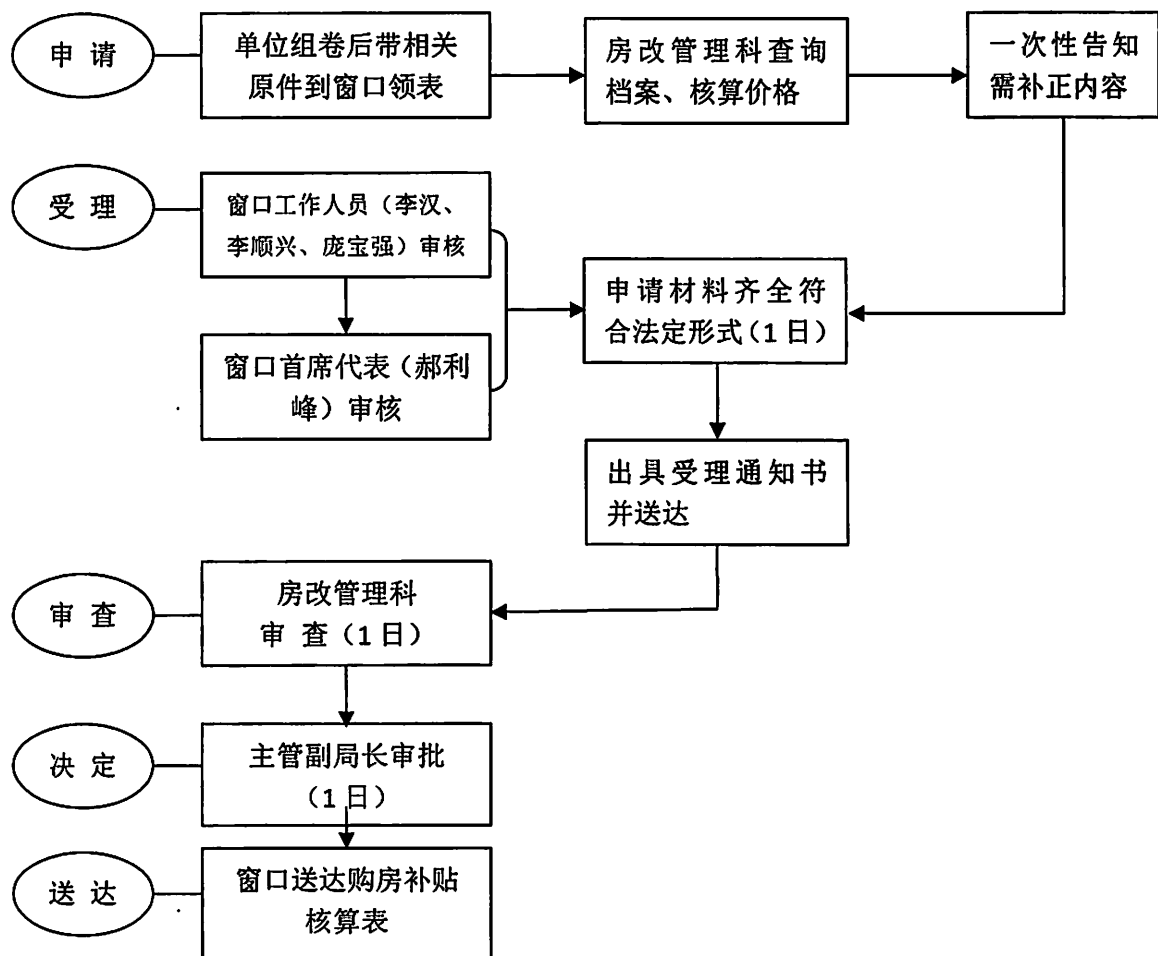 申 请
单位组卷后带相关
原件到窗口领表
房改管理科查询
档案、核算价格
一次性告知
需补正内容
受 理
窗口工作人员（李汉、
李顺兴、庞宝强）审核
窗口首席代表（郝利
峰）审核
申请材料齐全符
合法定形式（1日）
出具受理通知书
并送达
审 查
房改管理科
审 查（1日）
决 定
主管副局长审批
（1日）
送 达
窗口送达购房补贴
核算表